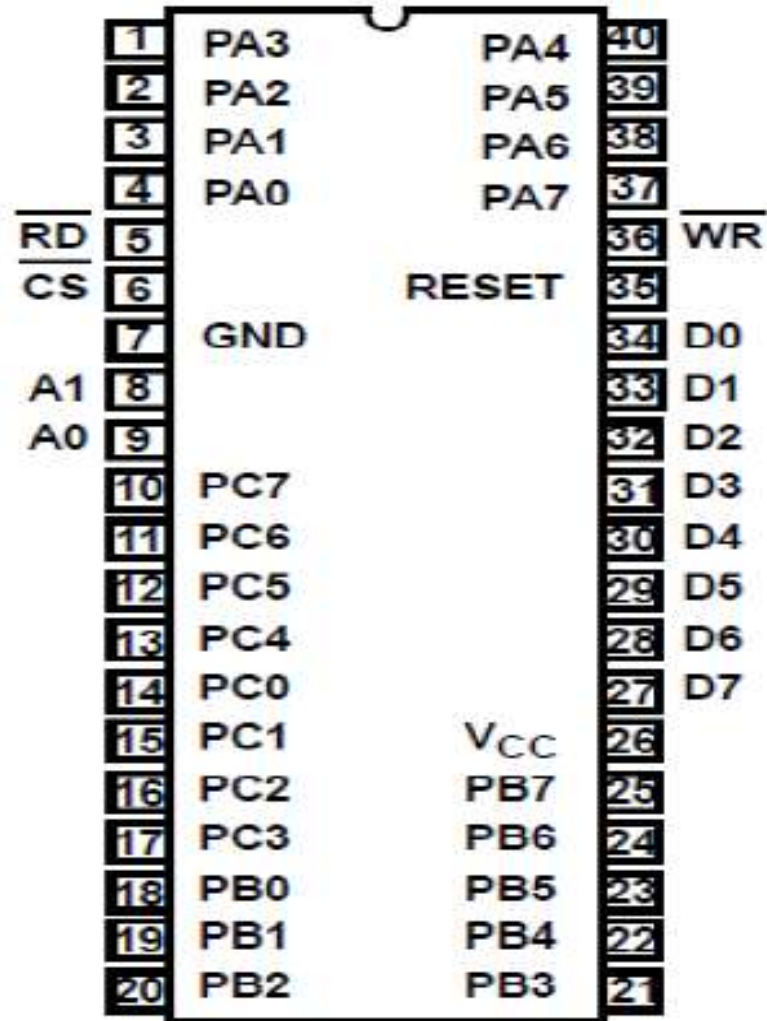 1 PA3 PA4 40
2 PA2 PA5 39
3 PA1 PA6 38
4 PA0 PA7 37
RD 5 36 WR
CS 6 RESET 35
7 GND 34 D0
A1 8 33 D1
A0 9 32 D2
10 PC7 31 D3
11 PC6 30 D4
12 PC5 29 D5
13 PC4 28 D6
14 PC0 27 D7
15 PC1 VCC 26
16 PC2 PB7 25
17 PC3 PB6 24
18 PB0 PB5 23
19 PB1 PB4 22
20 PB2 PB3 21